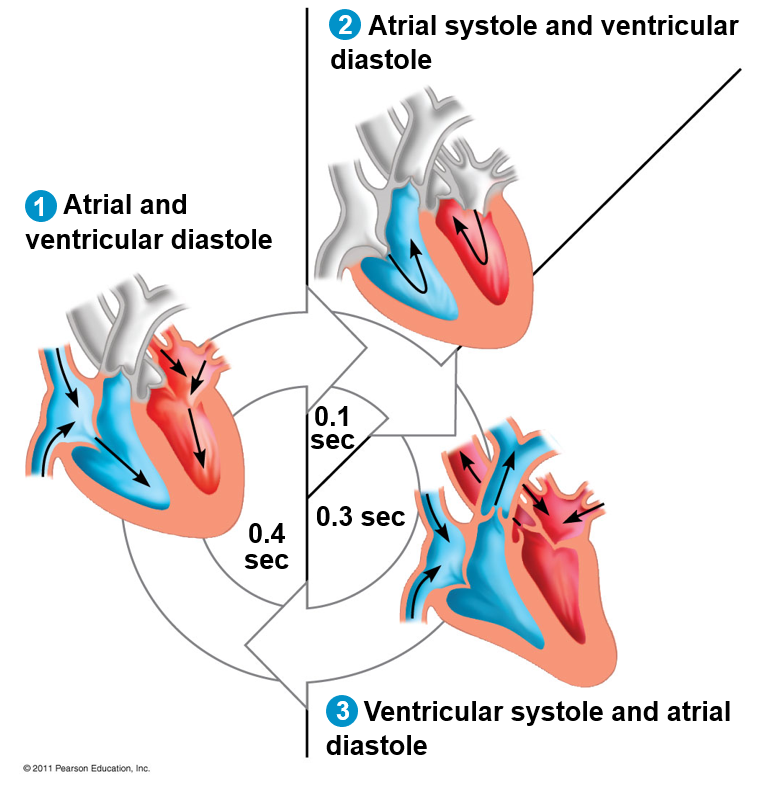 2 Atrial systole and ventricular
diastole
1 Atrial and
ventricular diastole
0.1
sec
0.3 sec
0.4
sec
3 Ventricular systole and atrial
diastole
© 2011 Pearson Education, Inc.